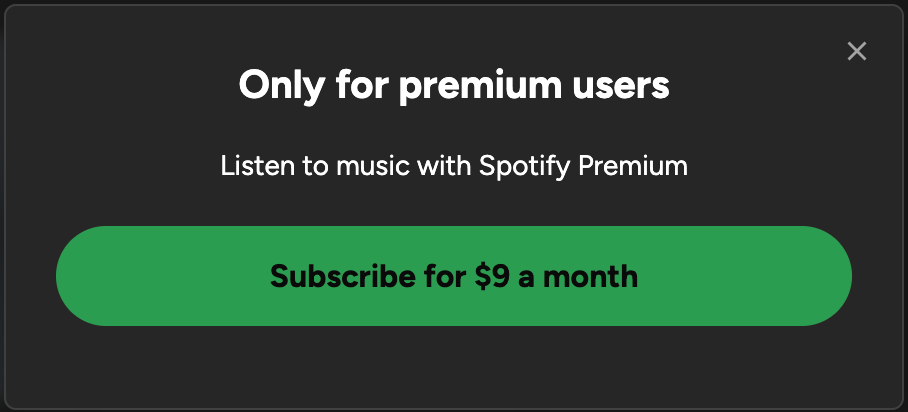 Only for premium users
Listen to music with Spotify Premium
Subscribe for $9 a month